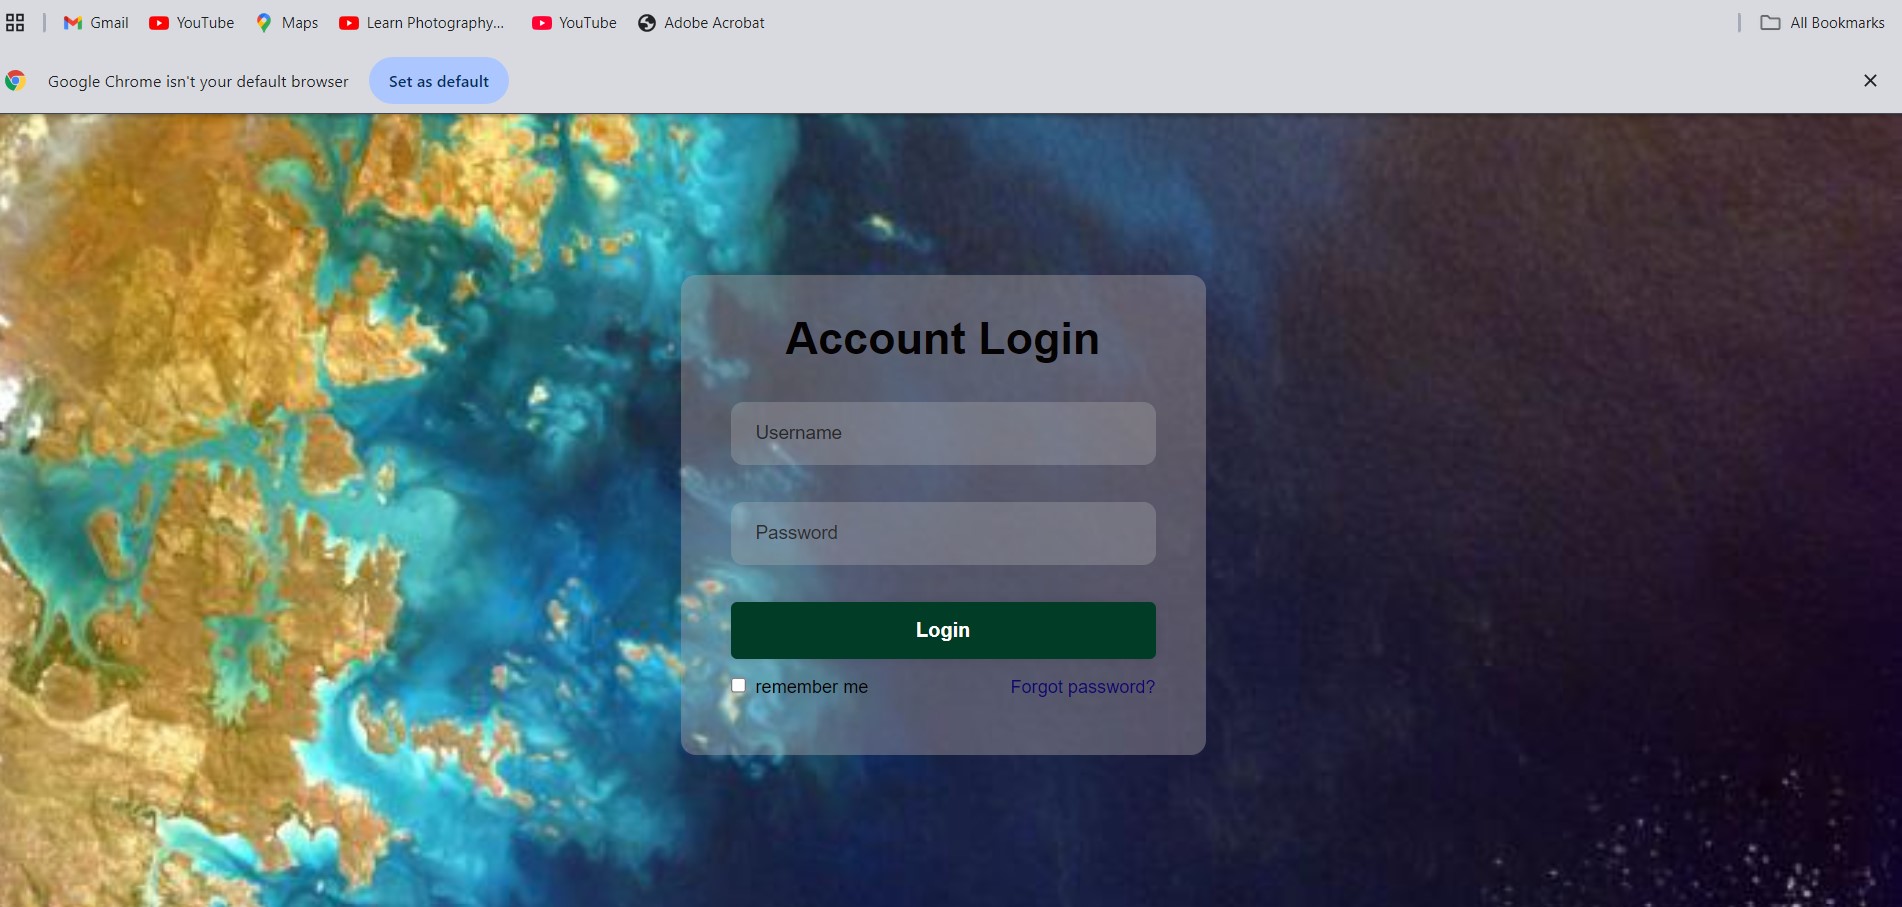 Gmail YouTube Maps Learn Photography... YouTube Adobe Acrobat All Bookmarks
Google Chrome isn't your default browser Set as default
Account Login
Username
Password
Login
remember me Forgot password?